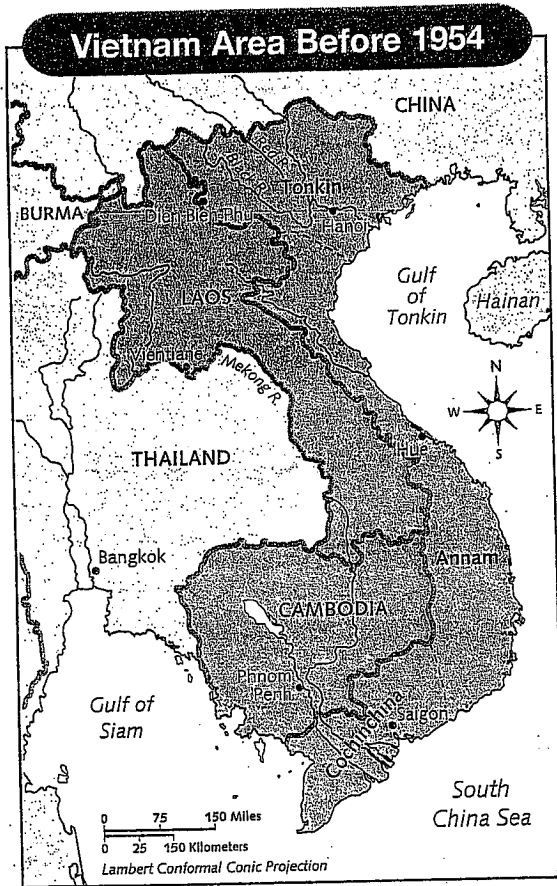 Vietnam Area Before 1954
CHINA
Tonkin
BURMA
Dien Bien Phu
Hanoi
Gulf
of
Tonkin
Hainan
LAOS
Vientiane
Mekong R.
N
W
E
S
THAILAND
Hue
Bangkok
Annam
CAMBODIA
Phnom
Penh
Gulf of
Siam
Cochinchina
Saigon
South
China Sea
0 75 150 Miles
0 25 150 Kilometers
Lambert Conformal Conic Projection